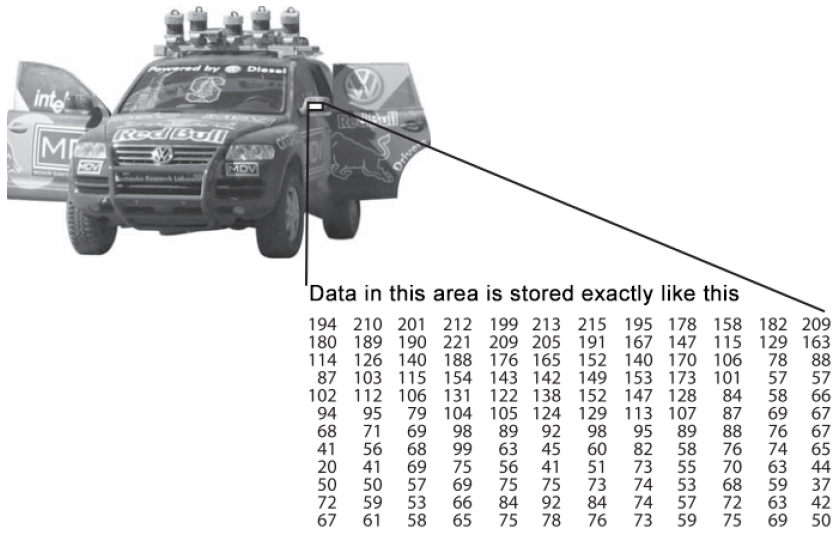 Powered by VW Diesel
intel
Red Bull
Red Bull
MDV
MDV
Driver
Data in this area is stored exactly like this
194 210 201 212 199 213 215 195 178 158 182 209
180 189 190 221 209 205 191 167 147 115 129 163
114 126 140 188 176 165 152 140 170 106 78 88
87 103 115 154 143 142 149 153 173 101 57 57
102 112 106 131 122 138 152 147 128 84 58 66
94 95 79 104 105 124 129 113 107 87 69 67
68 71 69 98 89 92 98 95 89 88 76 67
41 56 68 99 63 45 60 82 58 76 74 65
20 41 69 75 56 41 51 73 55 70 63 44
50 50 57 69 75 75 73 74 53 68 59 37
72 59 53 66 84 92 84 74 57 72 63 42
67 61 58 65 75 78 76 73 59 75 69 50